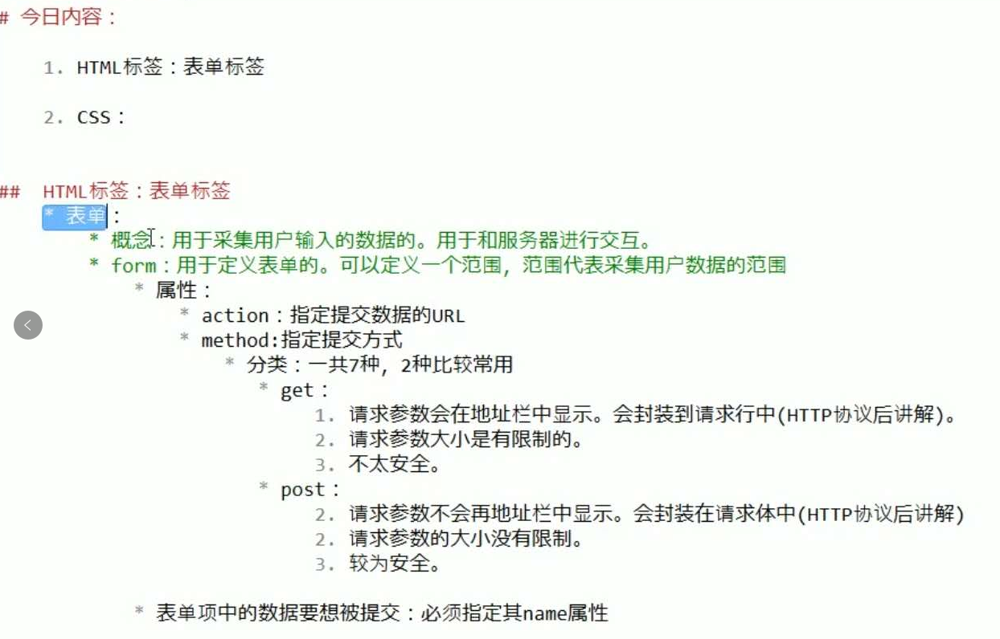 # 今日内容：
1. HTML标签：表单标签
2. CSS：
## HTML标签：表单标签
* 表单：
* 概念：用于采集用户输入的数据的。用于和服务器进行交互。
* form：用于定义表单的。可以定义一个范围，范围代表采集用户数据的范围
* 属性：
* action：指定提交数据的URL
* method:指定提交方式
* 分类：一共7种，2种比较常用
* get：
1. 请求参数会在地址栏中显示。会封装到请求行中(HTTP协议后讲解)。
2. 请求参数大小是有限制的。
3. 不太安全。
* post：
2. 请求参数不会再地址栏中显示。会封装在请求体中(HTTP协议后讲解)
2. 请求参数的大小没有限制。
3. 较为安全。
* 表单项中的数据要想被提交：必须指定其name属性